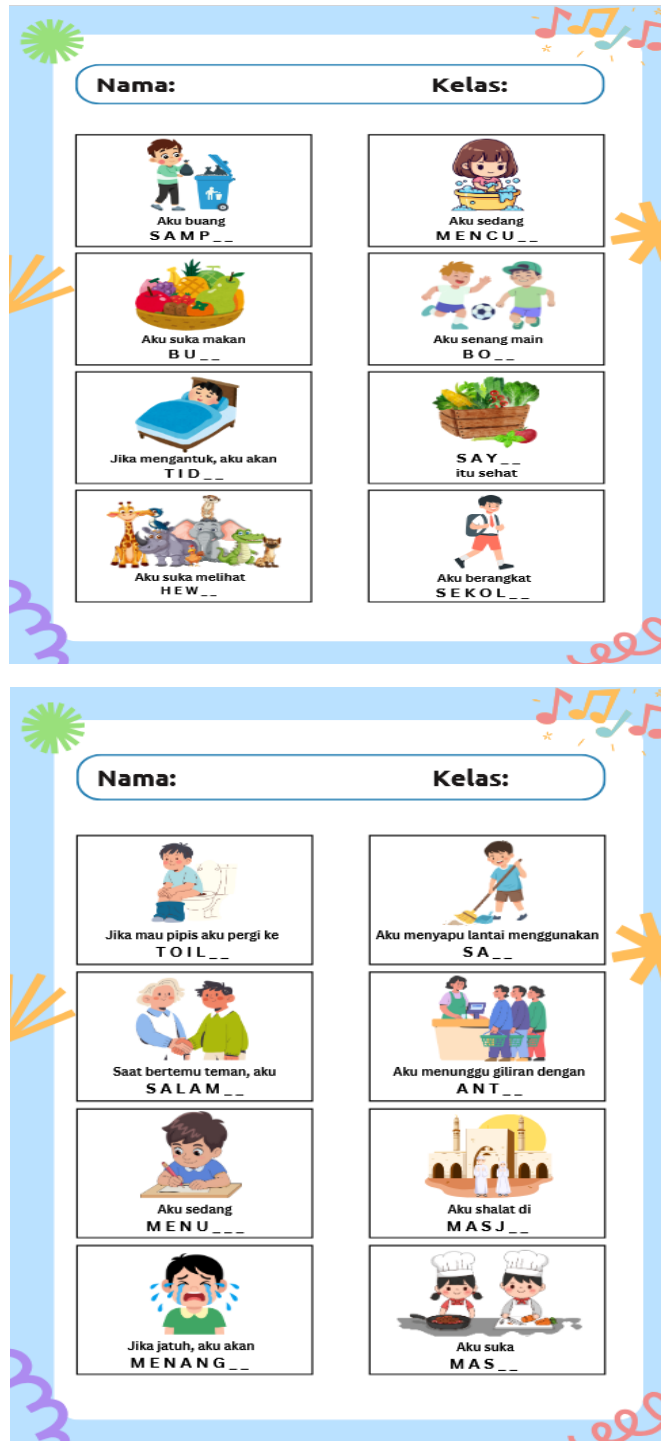 Nama: Kelas:
Aku buang
SAMP__
Aku sedang
MENCU__
Aku suka makan
BU__
Aku senang main
BO__
Jika mengantuk, aku akan
TID__
SAY__
itu sehat
Aku suka melihat
HEW__
Aku berangkat
SEKOL__
Nama: Kelas:
Jika mau pipis aku pergi ke
TOIL__
Aku menyapu lantai menggunakan
SA__
Saat bertemu teman, aku
SALAM__
Aku menunggu giliran dengan
ANT__
Aku sedang
MENU___
Aku shalat di
MASJ__
Jika jatuh, aku akan
MENANG__
Aku suka
MAS__